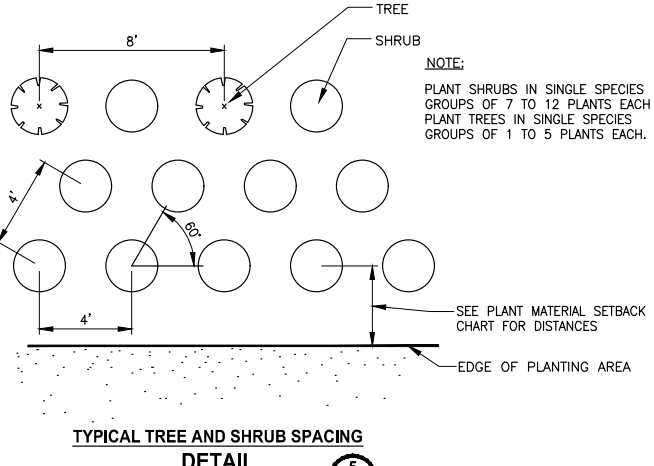 TREE
8'
SHRUB
NOTE:
PLANT SHRUBS IN SINGLE SPECIES
GROUPS OF 7 TO 12 PLANTS EACH
PLANT TREES IN SINGLE SPECIES
GROUPS OF 1 TO 5 PLANTS EACH.
4'
60°
4'
SEE PLANT MATERIAL SETBACK
CHART FOR DISTANCES
EDGE OF PLANTING AREA
TYPICAL TREE AND SHRUB SPACING
DETAIL
5